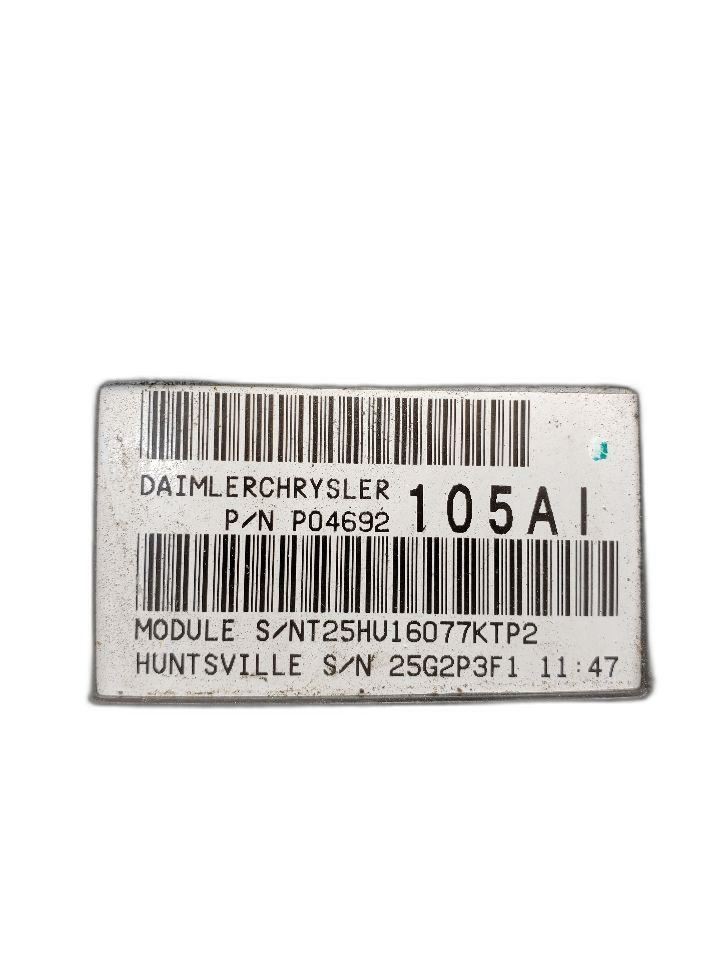 DAIMLERCHRYSLER
P/N P04692 105AI
MODULE S/NT25HU16077KTP2
HUNTSVILLE S/N 25G2P3F1 11:47